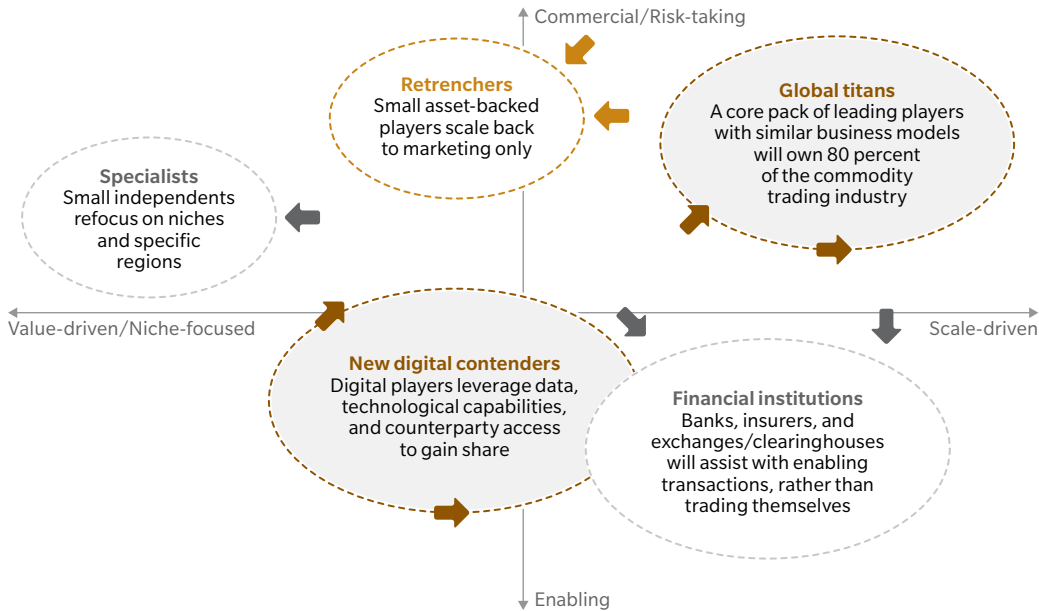 Commercial/Risk-taking
Retrenchers
Small asset-backed
players scale back
to marketing only
Global titans
A core pack of leading players
with similar business models
will own 80 percent
of the commodity
trading industry
Specialists
Small independents
refocus on niches
and specific
regions
Value-driven/Niche-focused
Scale-driven
New digital contenders
Digital players leverage data,
technological capabilities,
and counterparty access
to gain share
Financial institutions
Banks, insurers, and
exchanges/clearinghouses
will assist with enabling
transactions, rather than
trading themselves
Enabling